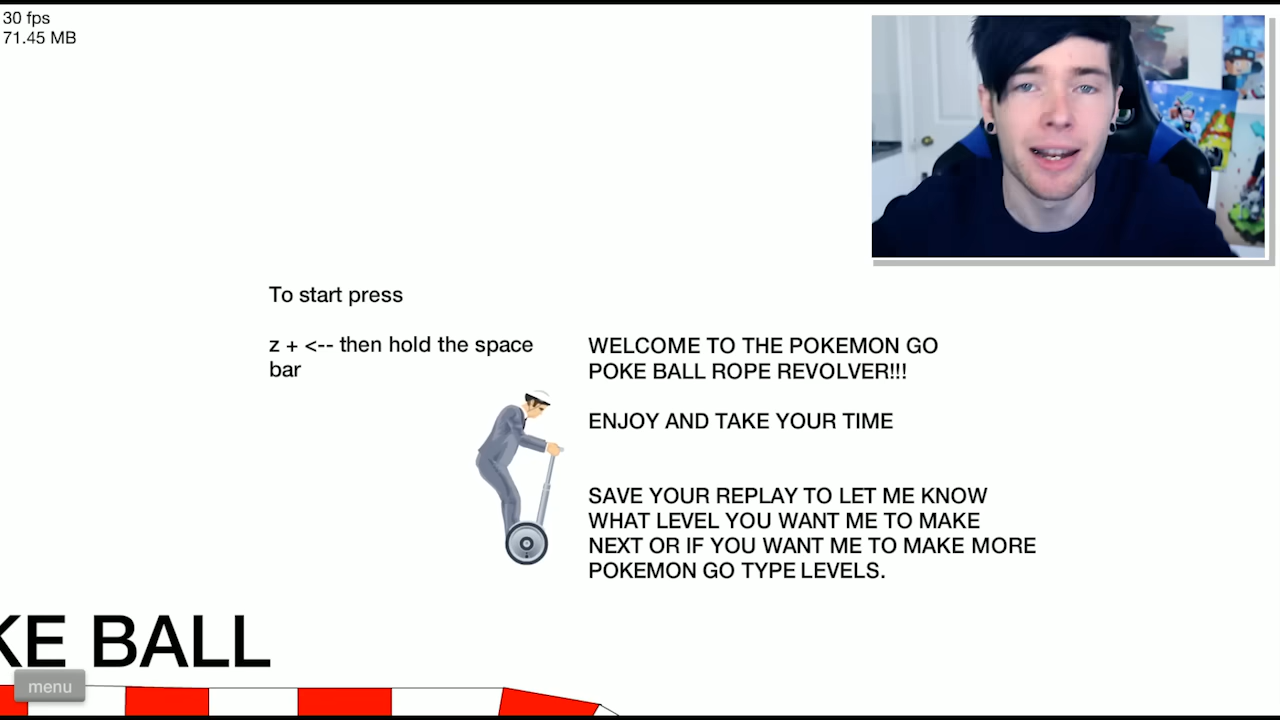 30 fps
71.45 MB
To start press
z + <-- then hold the space
bar
WELCOME TO THE POKEMON GO
POKE BALL ROPE REVOLVER!!!
ENJOY AND TAKE YOUR TIME
SAVE YOUR REPLAY TO LET ME KNOW
WHAT LEVEL YOU WANT ME TO MAKE
NEXT OR IF YOU WANT ME TO MAKE MORE
POKEMON GO TYPE LEVELS.
KE BALL
menu